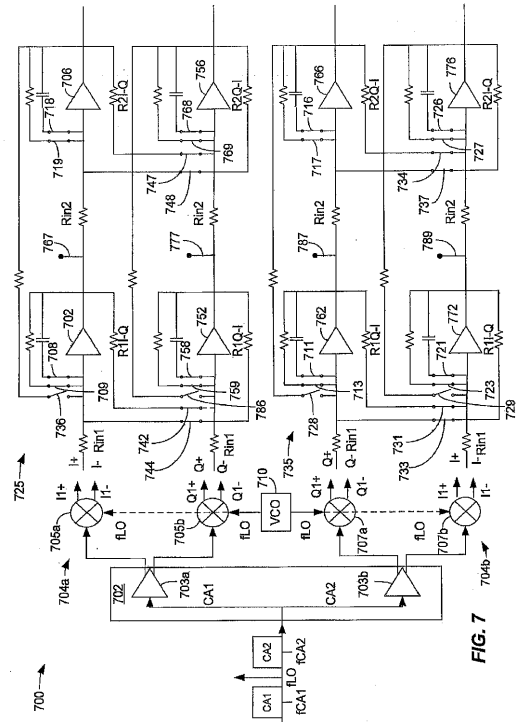 700
725
718
719
706
R2I-Q
747
748
Rin2
767
708
702
R1I-Q
709
736
742
744
Rin1
I+
I-
I1+
I1-
705a
704a
fLO
768
769
756
R2Q-I
Rin2
777
758
752
R1Q-I
759
786
Rin1
Q+
Q-
Q1+
Q1-
705b
fLO
VCO
710
735
716
717
766
R2I-Q
734
737
Rin2
787
711
762
R1Q-I
713
728
731
733
Rin1
Q+
Q-
Q1+
Q1-
707a
fLO
726
727
776
R2Q-I
Rin2
789
721
772
R1I-Q
723
729
Rin1
I+
I-
I1+
I1-
707b
704b
fLO
702
703a
CA1
CA2
703b
CA1
CA2
fCA1
fLO
fCA2
FIG. 7